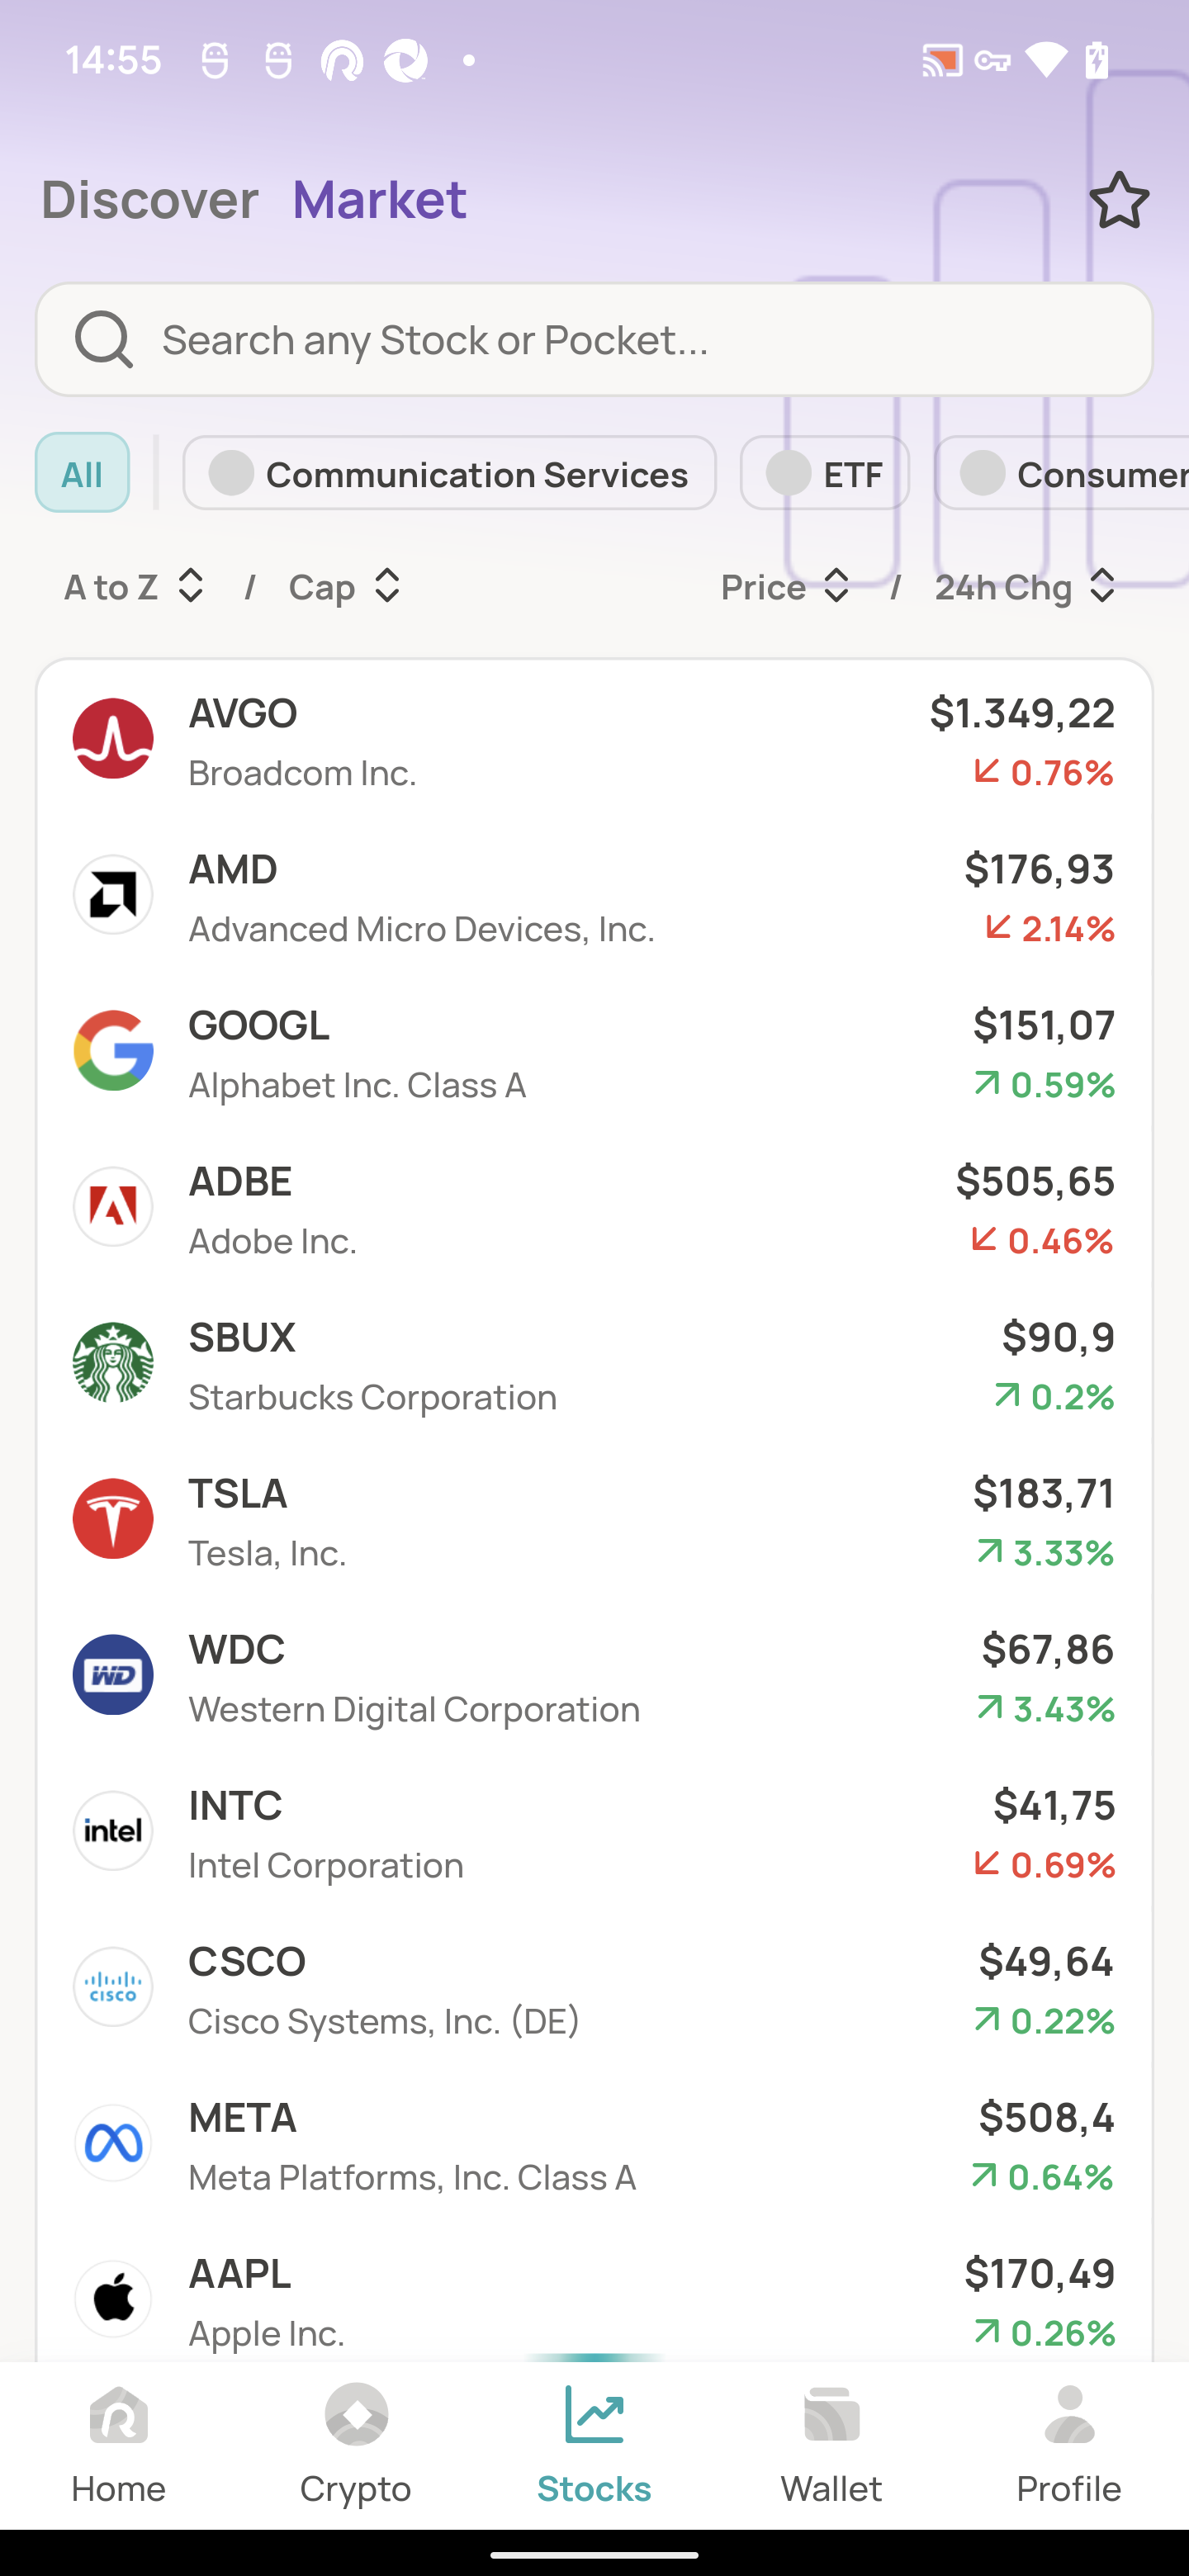 14:55
Discover Market
Search any Stock or Pocket...
All Communication Services ETF Consumer
A to Z / Cap Price / 24h Chg
AVGO $1.349,22
Broadcom Inc. 0.76%
AMD $176,93
Advanced Micro Devices, Inc. 2.14%
GOOGL $151,07
Alphabet Inc. Class A 0.59%
ADBE $505,65
Adobe Inc. 0.46%
SBUX $90,9
Starbucks Corporation 0.2%
TSLA $183,71
Tesla, Inc. 3.33%
WDC $67,86
Western Digital Corporation 3.43%
INTC $41,75
intel
Intel Corporation 0.69%
CSCO $49,64
CISCO
Cisco Systems, Inc. (DE) 0.22%
META $508,4
Meta Platforms, Inc. Class A 0.64%
AAPL $170,49
Apple Inc. 0.26%
Home Crypto Stocks Wallet Profile